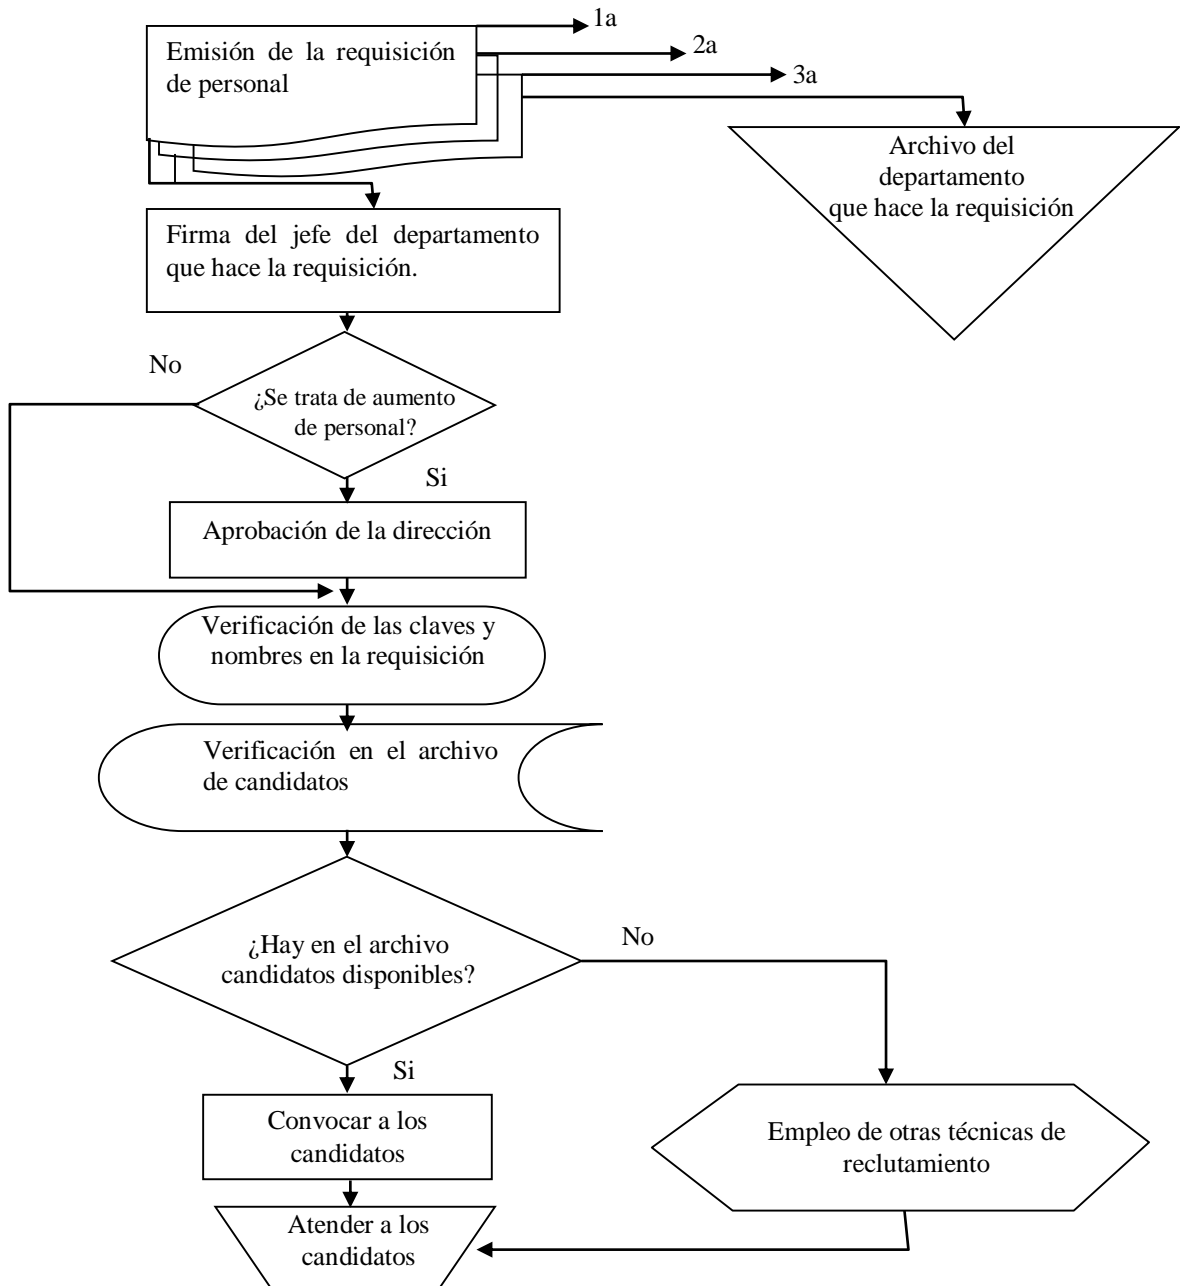 1a
Emisión de la requisición
de personal
2a
3a
Archivo del
departamento
que hace la requisición
Firma del jefe del departamento
que hace la requisición.
No
¿Se trata de aumento
de personal?
Si
Aprobación de la dirección
Verificación de las claves y
nombres en la requisición
Verificación en el archivo
de candidatos
¿Hay en el archivo
candidatos disponibles?
No
Si
Convocar a los
candidatos
Empleo de otras técnicas de
reclutamiento
Atender a los
candidatos